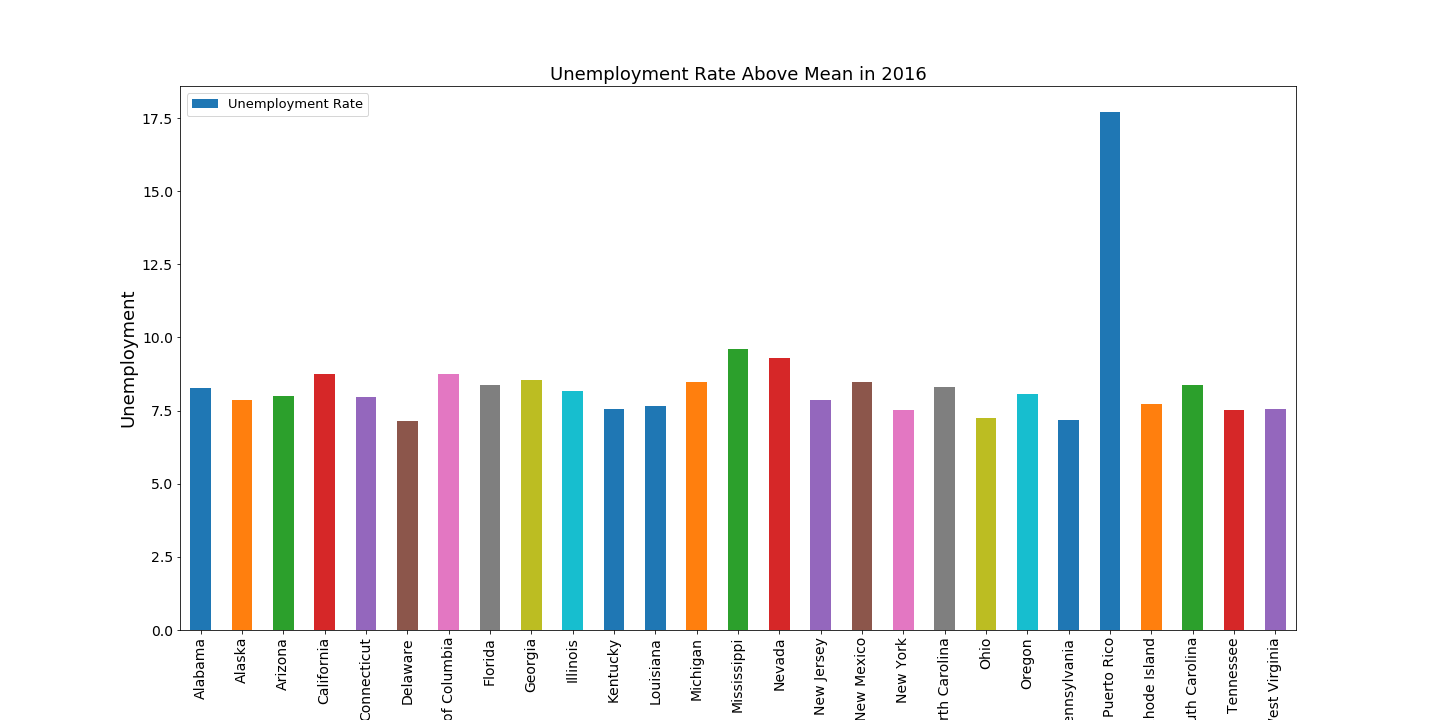 Unemployment Rate Above Mean in 2016
Unemployment Rate
Unemployment
17.5
15.0
12.5
10.0
7.5
5.0
2.5
0.0
Alabama
Alaska
Arizona
California
Connecticut
Delaware
of Columbia
Florida
Georgia
Illinois
Kentucky
Louisiana
Michigan
Mississippi
Nevada
New Jersey
New Mexico
New York
rth Carolina
Ohio
Oregon
ennsylvania
Puerto Rico
hode Island
uth Carolina
Tennessee
est Virginia